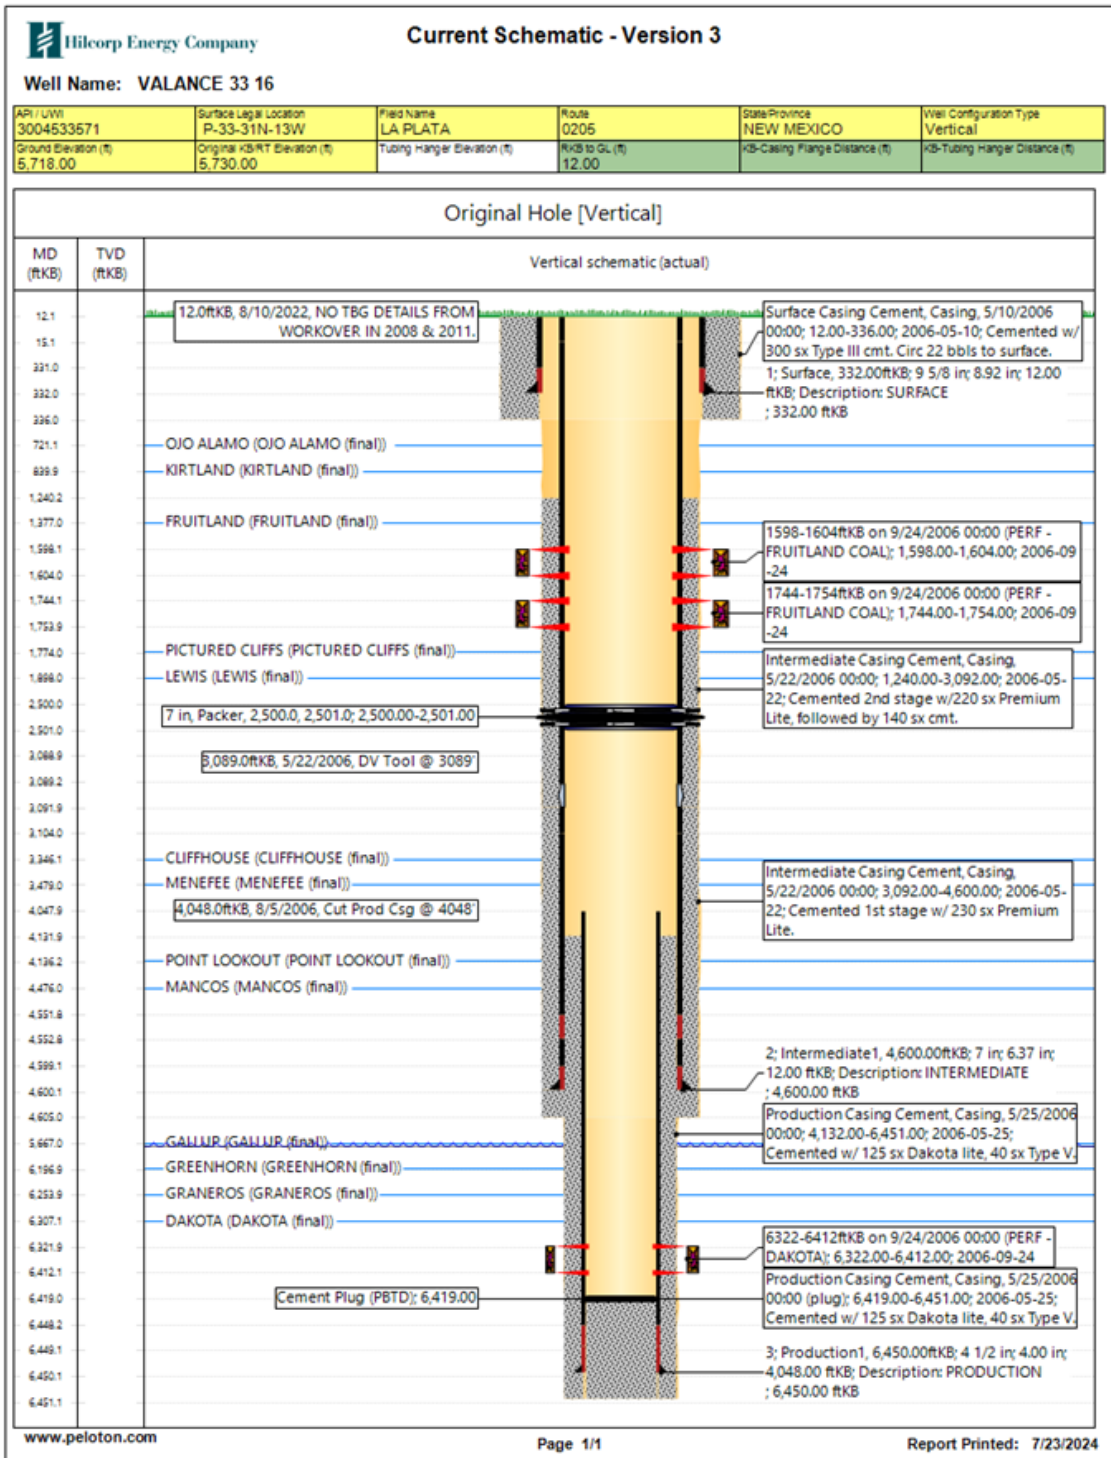 Hilcorp Energy Company
Current Schematic - Version 3
Well Name: VALANCE 33 16
API / UWI
3004533571
Surface Legal Location
P-33-31N-13W
Field Name
LA PLATA
Route
0205
State/Province
NEW MEXICO
Well Configuration Type
Vertical
Ground Elevation (ft)
5,718.00
Original KB/RT Elevation (ft)
5,730.00
Tubing Hanger Elevation (ft)
RKB to GL (ft)
12.00
KB-Casing Flange Distance (ft)
KB-Tubing Hanger Distance (ft)
Original Hole [Vertical]
MD
(ftKB)
TVD
(ftKB)
Vertical schematic (actual)
12.1
15.1
331.0
332.0
336.0
721.1
839.9
1,240.2
1,377.0
1,598.1
1,604.0
1,744.1
1,753.9
1,774.0
1,898.0
2,500.0
2,501.0
3,088.9
3,089.2
3,091.9
3,104.0
3,346.1
3,479.0
4,047.9
4,131.9
4,136.2
4,476.0
4,551.8
4,552.8
4,599.1
4,600.1
4,605.0
5,667.0
6,196.9
6,253.9
6,307.1
6,321.9
6,412.1
6,419.0
6,448.2
6,449.1
6,450.1
6,451.1
12.0ftKB, 8/10/2022, NO TBG DETAILS FROM
WORKOVER IN 2008 & 2011.
OJO ALAMO (OJO ALAMO (final))
KIRTLAND (KIRTLAND (final))
FRUITLAND (FRUITLAND (final))
PICTURED CLIFFS (PICTURED CLIFFS (final))
LEWIS (LEWIS (final))
7 in, Packer, 2,500.0, 2,501.0; 2,500.00-2,501.00
3,089.0ftKB, 5/22/2006, DV Tool @ 3089'
CLIFFHOUSE (CLIFFHOUSE (final))
MENEFEE (MENEFEE (final))
4,048.0ftKB, 8/5/2006, Cut Prod Csg @ 4048'
POINT LOOKOUT (POINT LOOKOUT (final))
MANCOS (MANCOS (final))
GALLUP (GALLUP (final))
GREENHORN (GREENHORN (final))
GRANEROS (GRANEROS (final))
DAKOTA (DAKOTA (final))
Cement Plug (PBTD); 6,419.00
Surface Casing Cement, Casing, 5/10/2006
00:00; 12.00-336.00; 2006-05-10; Cemented w/
300 sx Type III cmt. Circ 22 bbls to surface.
1; Surface, 332.00ftKB; 9 5/8 in; 8.92 in; 12.00
ftKB; Description: SURFACE
; 332.00 ftKB
1598-1604ftKB on 9/24/2006 00:00 (PERF -
FRUITLAND COAL); 1,598.00-1,604.00; 2006-09
-24
1744-1754ftKB on 9/24/2006 00:00 (PERF -
FRUITLAND COAL); 1,744.00-1,754.00; 2006-09
-24
Intermediate Casing Cement, Casing,
5/22/2006 00:00; 1,240.00-3,092.00; 2006-05-
22; Cemented 2nd stage w/220 sx Premium
Lite, followed by 140 sx cmt.
Intermediate Casing Cement, Casing,
5/22/2006 00:00; 3,092.00-4,600.00; 2006-05-
22; Cemented 1st stage w/ 230 sx Premium
Lite.
2; Intermediate1, 4,600.00ftKB; 7 in; 6.37 in;
12.00 ftKB; Description: INTERMEDIATE
; 4,600.00 ftKB
Production Casing Cement, Casing, 5/25/2006
00:00; 4,132.00-6,451.00; 2006-05-25;
Cemented w/ 125 sx Dakota lite, 40 sx Type V.
6322-6412ftKB on 9/24/2006 00:00 (PERF -
DAKOTA); 6,322.00-6,412.00; 2006-09-24
Production Casing Cement, Casing, 5/25/2006
00:00 (plug); 6,419.00-6,451.00; 2006-05-25;
Cemented w/ 125 sx Dakota lite, 40 sx Type V.
3; Production1, 6,450.00ftKB; 4 1/2 in; 4.00 in;
4,048.00 ftKB; Description: PRODUCTION
; 6,450.00 ftKB
www.peloton.com
Page 1/1
Report Printed: 7/23/2024